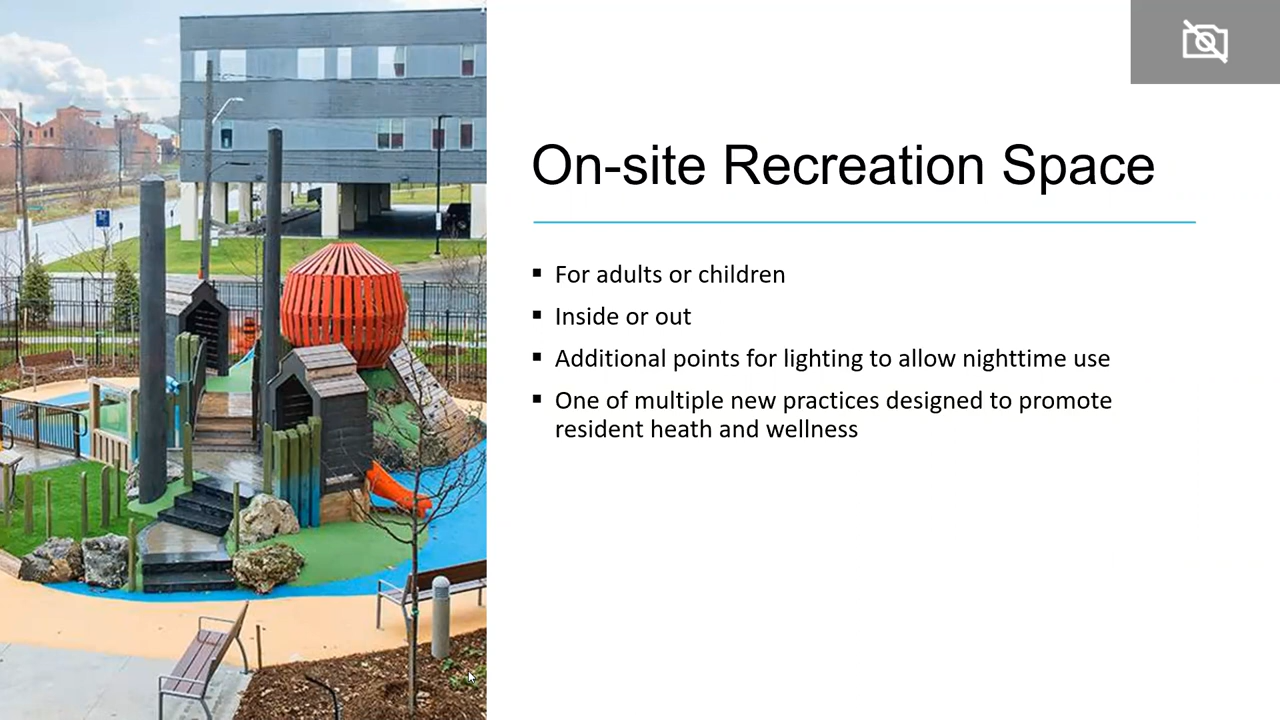 On-site Recreation Space
▪ For adults or children
▪ Inside or out
▪ Additional points for lighting to allow nighttime use
▪ One of multiple new practices designed to promote
resident heath and wellness